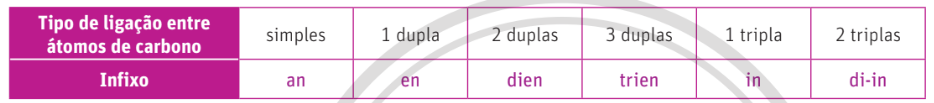 Tipo de ligação entre átomos de carbono simples 1 dupla 2 duplas 3 duplas 1 tripla 2 triplas
Infixo an en dien trien in di-in